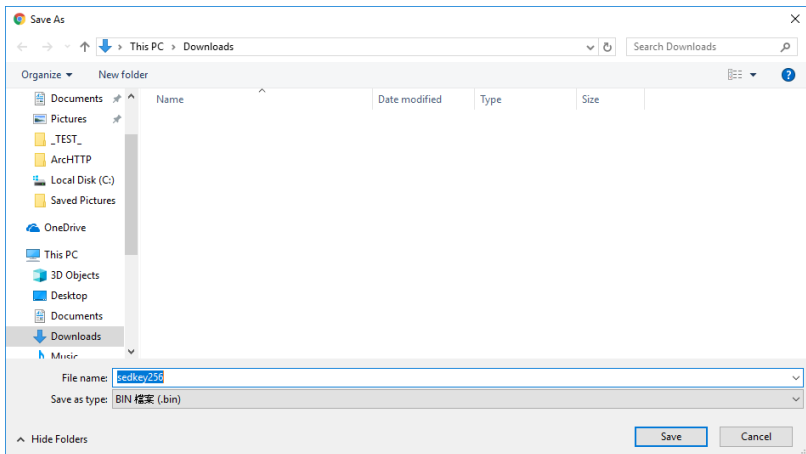 Save As
This PC > Downloads
Search Downloads
Organize
New folder
Name
Date modified
Type
Size
Documents
Pictures
_TEST_
ArcHTTP
Local Disk (C:)
Saved Pictures
OneDrive
This PC
3D Objects
Desktop
Documents
Downloads
Music
File name: sedkey256
Save as type: BIN 檔案 (.bin)
Hide Folders
Save
Cancel